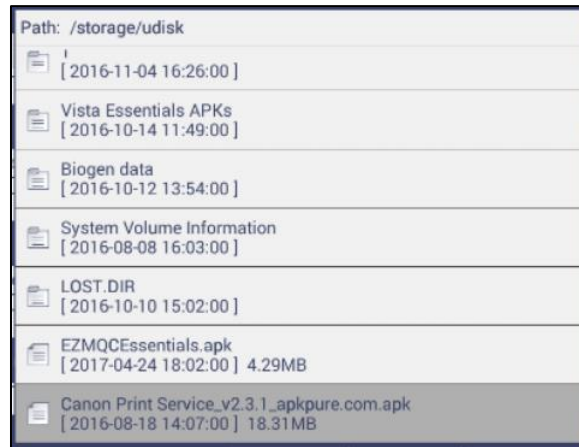 Path: /storage/udisk
[ 2016-11-04 16:26:00 ]
Vista Essentials APKs
[ 2016-10-14 11:49:00 ]
Biogen data
[ 2016-10-12 13:54:00 ]
System Volume Information
[ 2016-08-08 16:03:00 ]
LOST.DIR
[ 2016-10-10 15:02:00 ]
EZMQCEssentials.apk
[ 2017-04-24 18:02:00 ] 4.29MB
Canon Print Service_v2.3.1_apkpure.com.apk
[ 2016-08-18 14:07:00 ] 18.31MB